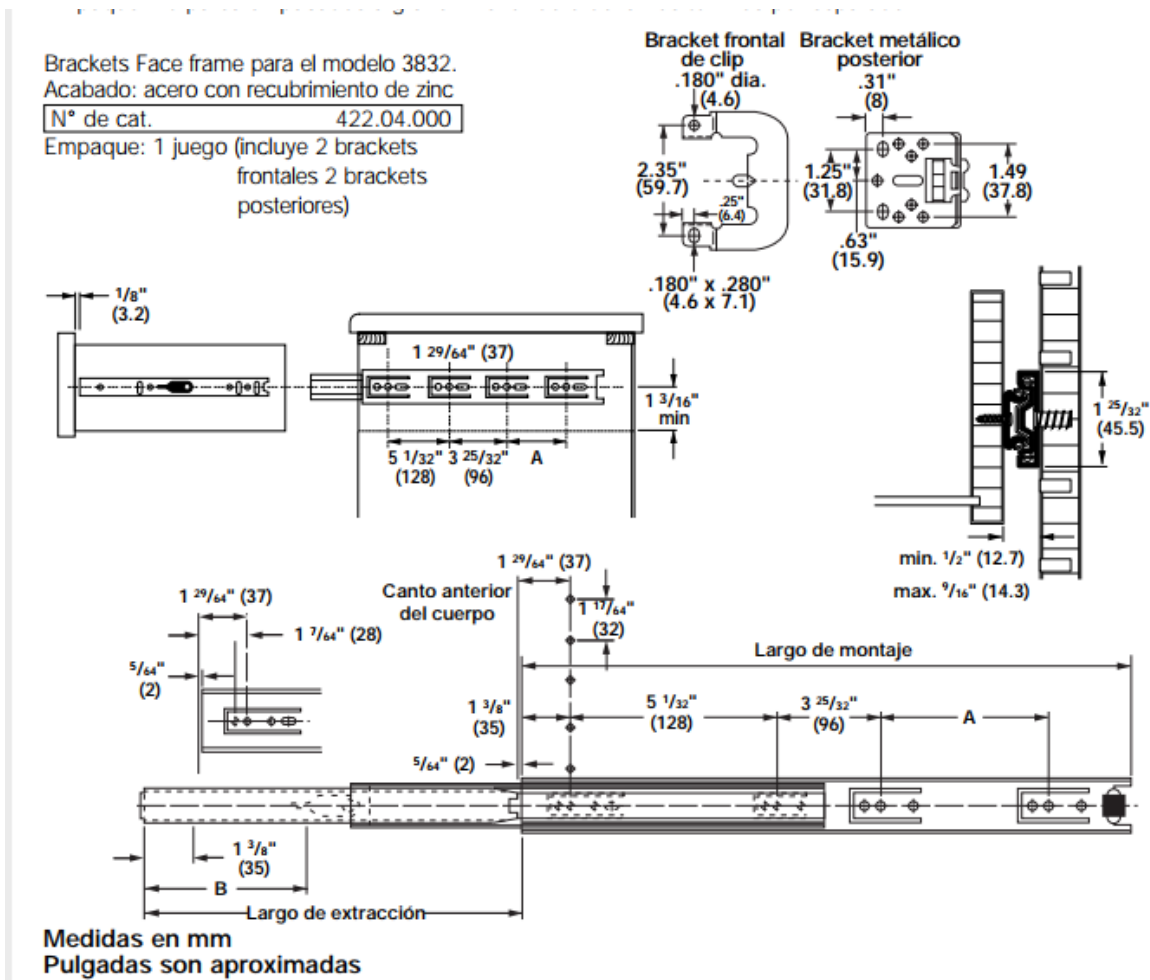 Brackets Face frame para el modelo 3832.
Acabado: acero con recubrimiento de zinc
N° de cat. 422.04.000
Empaque: 1 juego (incluye 2 brackets
frontales 2 brackets
posteriores)
Bracket frontal
de clip
.180" dia.
(4.6)
2.35"
(59.7)
.25"
(6.4)
.180" x .280"
(4.6 x 7.1)
Bracket metálico
posterior
.31"
(8)
1.25"
(31.8)
1.49
(37.8)
.63"
(15.9)
1/8"
(3.2)
1 29/64" (37)
1 3/16"
min
5 1/32"
(128)
3 25/32"
(96)
A
1 25/32"
(45.5)
min. 1/2" (12.7)
max. 9/16" (14.3)
1 29/64" (37)
1 7/64" (28)
5/64"
(2)
1 29/64" (37)
Canto anterior
del cuerpo
1 17/64"
(32)
Largo de montaje
1 3/8"
(35)
5 1/32"
(128)
3 25/32"
(96)
A
5/64" (2)
1 3/8"
(35)
B
Largo de extracción
Medidas en mm
Pulgadas son aproximadas